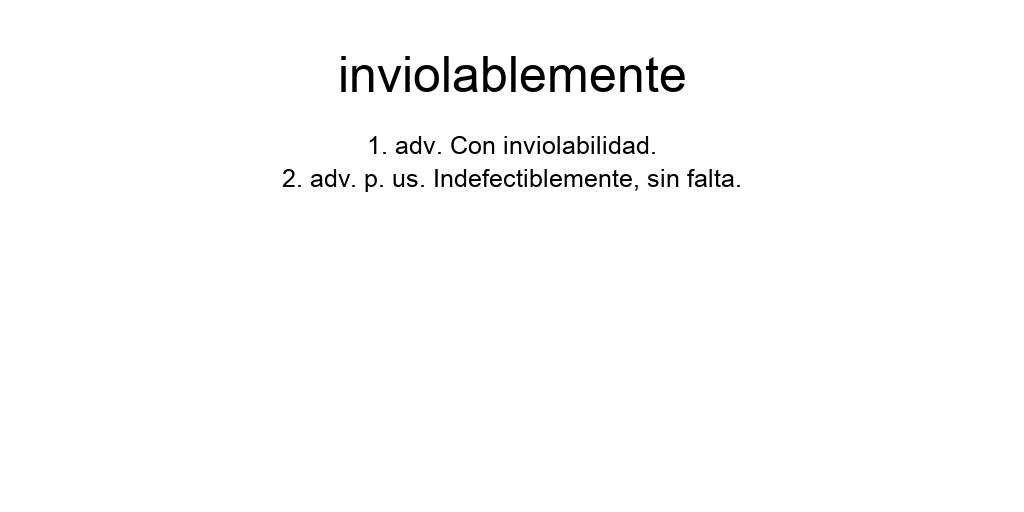 inviolablemente
1. adv. Con inviolabilidad.
2. adv. p. us. Indefectiblemente, sin falta.